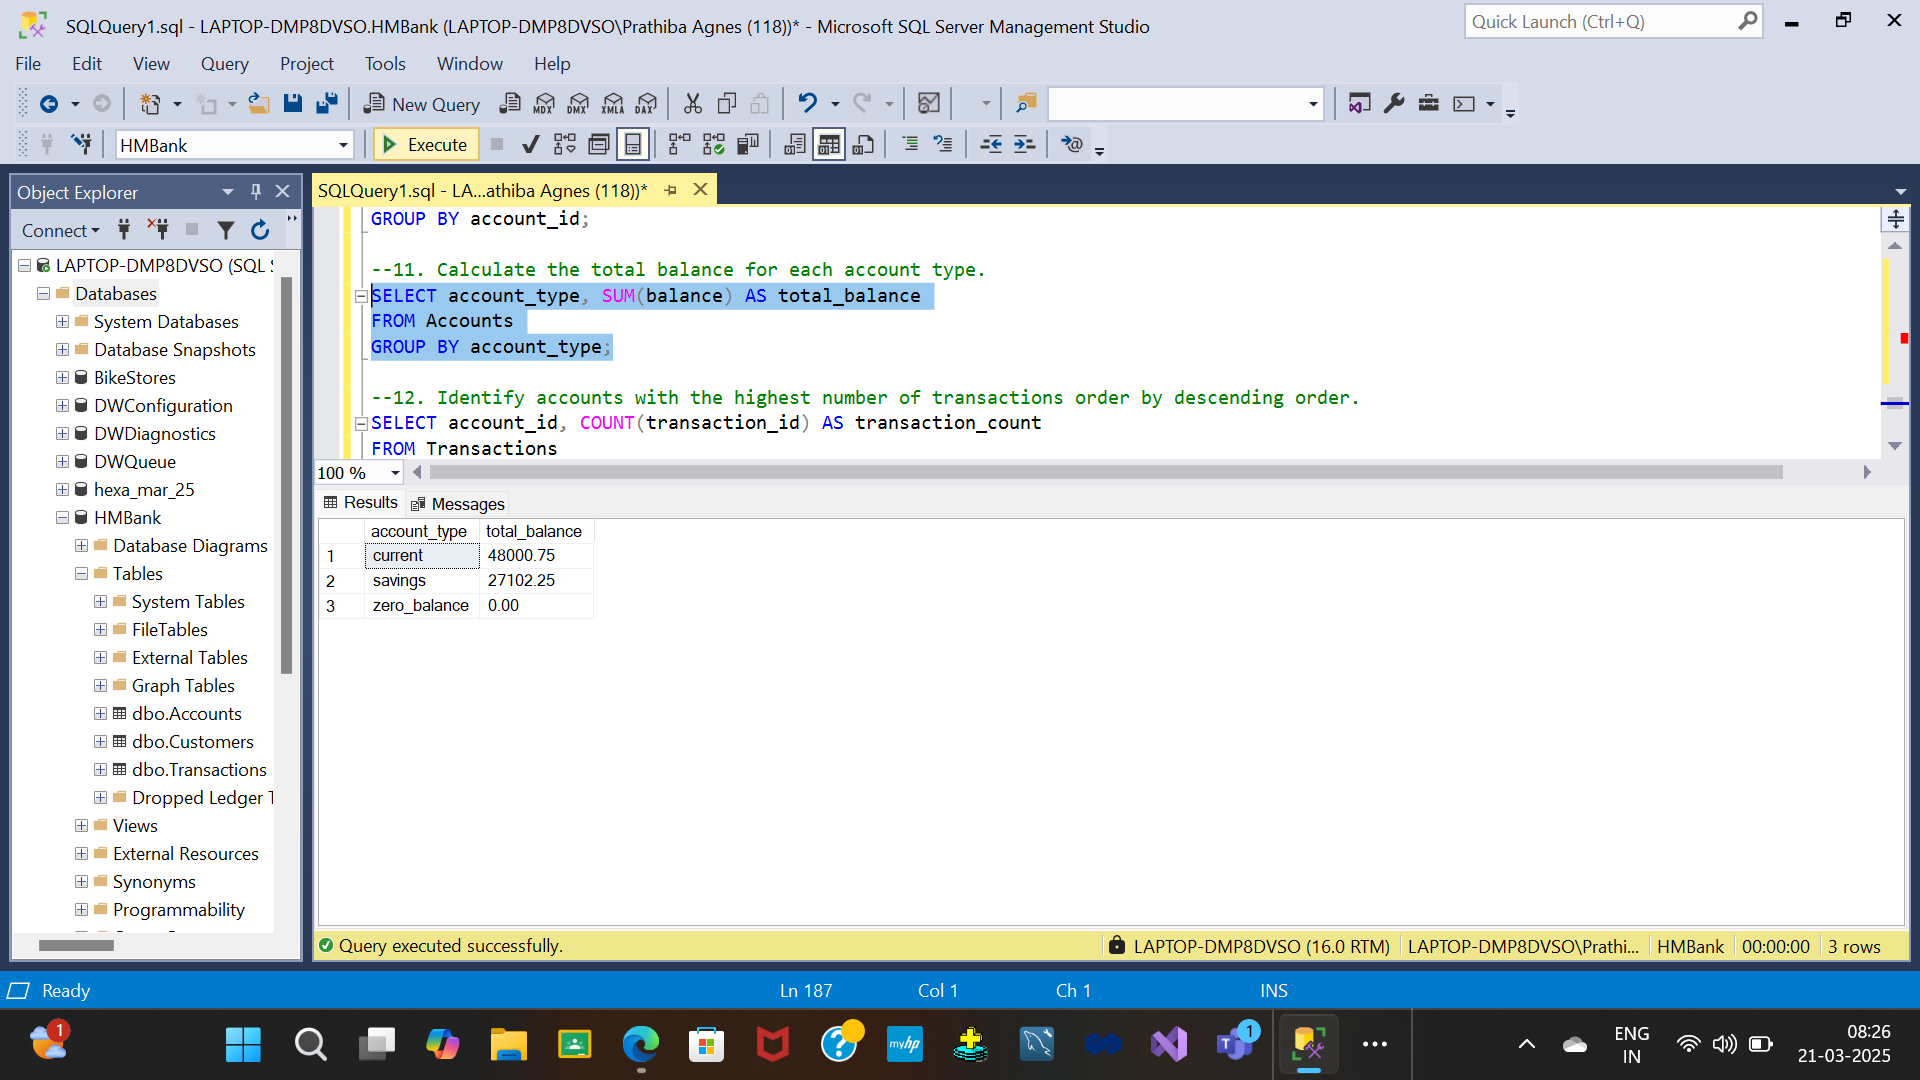 SQLQuery1.sql - LAPTOP-DMP8DVSO.HMBank (LAPTOP-DMP8DVSO\Prathiba Agnes (118))* - Microsoft SQL Server Management Studio
Quick Launch (Ctrl+Q)
File Edit View Query Project Tools Window Help
New Query MDX DMX XMLA DAX
HMBank
Execute
Object Explorer
SQLQuery1.sql - LA...athiba Agnes (118))*
Connect
LAPTOP-DMP8DVSO (SQL S
Databases
System Databases
Database Snapshots
BikeStores
DWConfiguration
DWDiagnostics
DWQueue
hexa_mar_25
HMBank
Database Diagrams
Tables
System Tables
FileTables
External Tables
Graph Tables
dbo.Accounts
dbo.Customers
dbo.Transactions
Dropped Ledger T
Views
External Resources
Synonyms
Programmability
GROUP BY account_id;
--11. Calculate the total balance for each account type.
SELECT account_type, SUM(balance) AS total_balance
FROM Accounts
GROUP BY account_type;
--12. Identify accounts with the highest number of transactions order by descending order.
SELECT account_id, COUNT(transaction_id) AS transaction_count
FROM Transactions
100 %
Results Messages
account_type total_balance
1 current 48000.75
2 savings 27102.25
3 zero_balance 0.00
Query executed successfully.
LAPTOP-DMP8DVSO (16.0 RTM) LAPTOP-DMP8DVSO\Prathi... HMBank 00:00:00 3 rows
Ready Ln 187 Col 1 Ch 1 INS
1
myhp
1
ENG
IN
08:26
21-03-2025